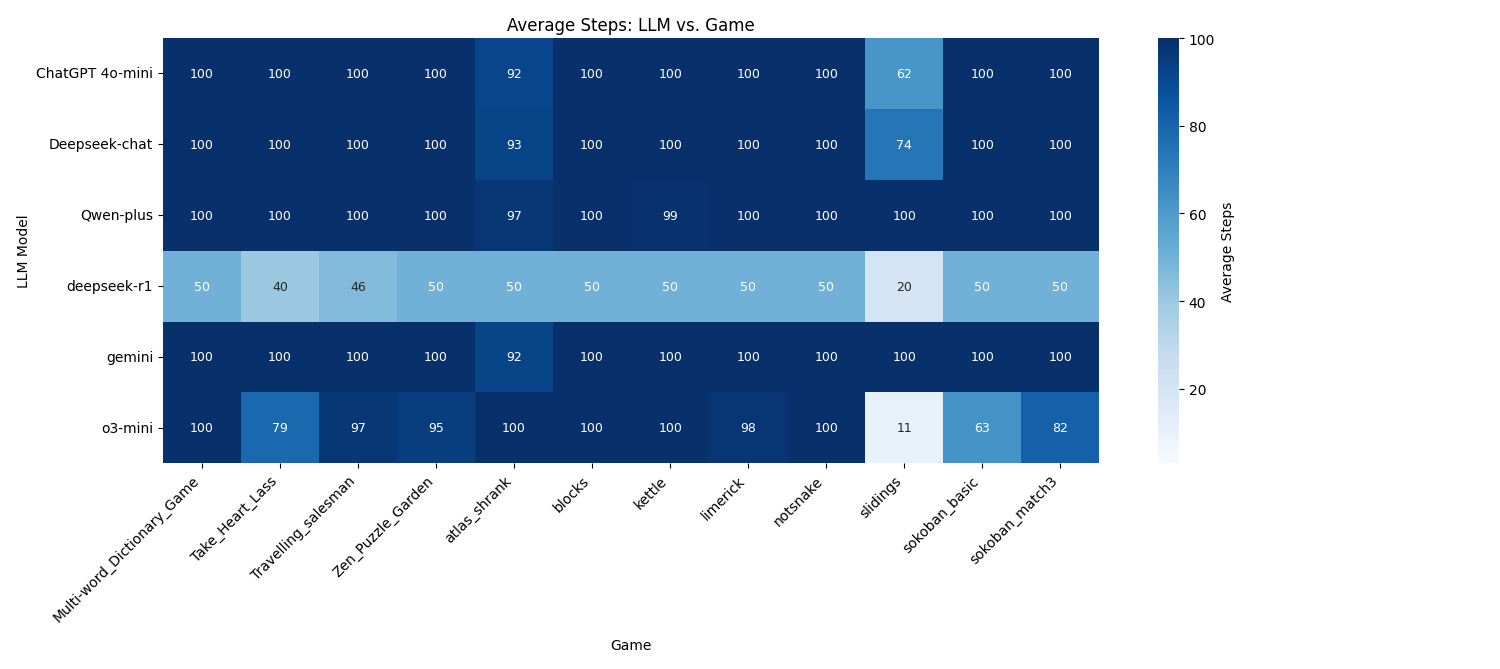 Average Steps: LLM vs. Game
LLM Model
ChatGPT 4o-mini 100 100 100 100 92 100 100 100 100 62 100 100
Deepseek-chat 100 100 100 100 93 100 100 100 100 74 100 100
Qwen-plus 100 100 100 100 97 100 99 100 100 100 100 100
deepseek-r1 50 40 46 50 50 50 50 50 50 20 50 50
gemini 100 100 100 100 92 100 100 100 100 100 100 100
o3-mini 100 79 97 95 100 100 100 98 100 11 63 82
Multi-word_Dictionary_Game
Take_Heart_Lass
Travelling_salesman
Zen_Puzzle_Garden
atlas_shrank
blocks
kettle
limerick
notsnake
slidings
sokoban_basic
sokoban_match3
Game
100
80
60
40
20
Average Steps